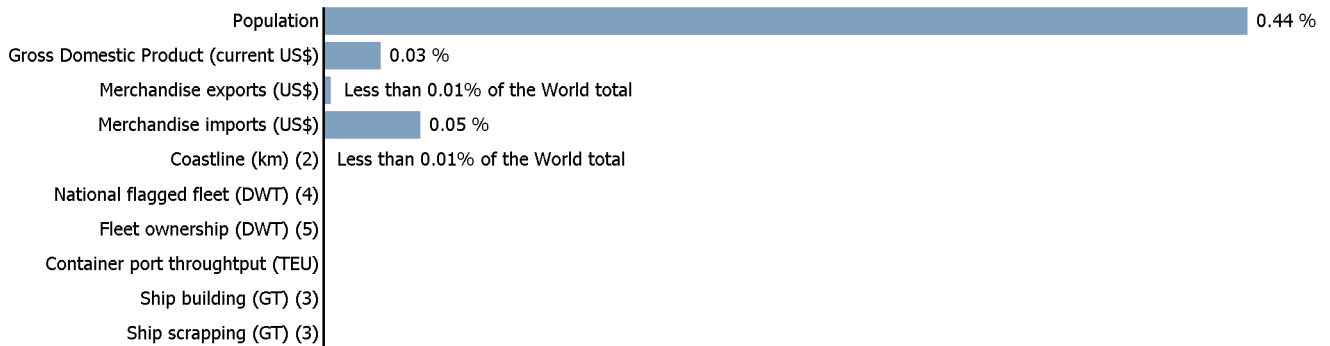 Population 0.44 %
Gross Domestic Product (current US$) 0.03 %
Merchandise exports (US$) Less than 0.01% of the World total
Merchandise imports (US$) 0.05 %
Coastline (km) (2) Less than 0.01% of the World total
National flagged fleet (DWT) (4)
Fleet ownership (DWT) (5)
Container port throughtput (TEU)
Ship building (GT) (3)
Ship scrapping (GT) (3)